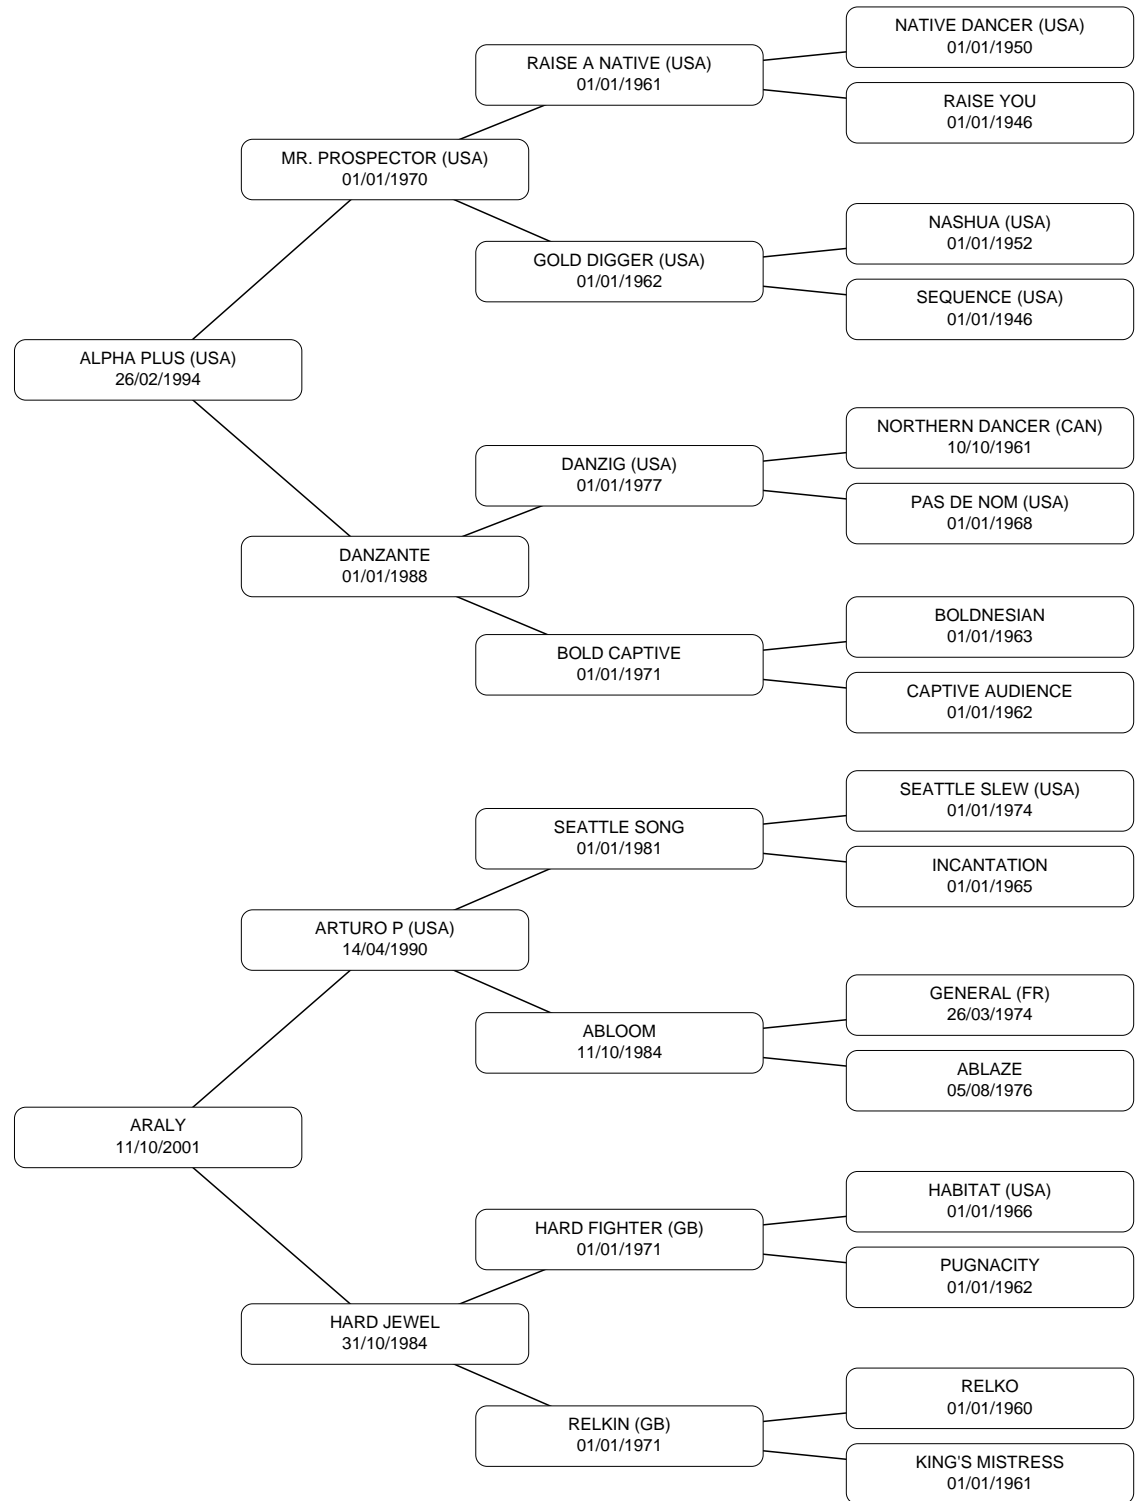 NATIVE DANCER (USA)
01/01/1950
RAISE A NATIVE (USA)
01/01/1961
RAISE YOU
01/01/1946
MR. PROSPECTOR (USA)
01/01/1970
NASHUA (USA)
01/01/1952
GOLD DIGGER (USA)
01/01/1962
SEQUENCE (USA)
01/01/1946
ALPHA PLUS (USA)
26/02/1994
NORTHERN DANCER (CAN)
10/10/1961
DANZIG (USA)
01/01/1977
PAS DE NOM (USA)
01/01/1968
DANZANTE
01/01/1988
BOLDNESIAN
01/01/1963
BOLD CAPTIVE
01/01/1971
CAPTIVE AUDIENCE
01/01/1962
SEATTLE SLEW (USA)
01/01/1974
SEATTLE SONG
01/01/1981
INCANTATION
01/01/1965
ARTURO P (USA)
14/04/1990
GENERAL (FR)
26/03/1974
ABLOOM
11/10/1984
ABLAZE
05/08/1976
ARALY
11/10/2001
HABITAT (USA)
01/01/1966
HARD FIGHTER (GB)
01/01/1971
PUGNACITY
01/01/1962
HARD JEWEL
31/10/1984
RELKO
01/01/1960
RELKIN (GB)
01/01/1971
KING'S MISTRESS
01/01/1961